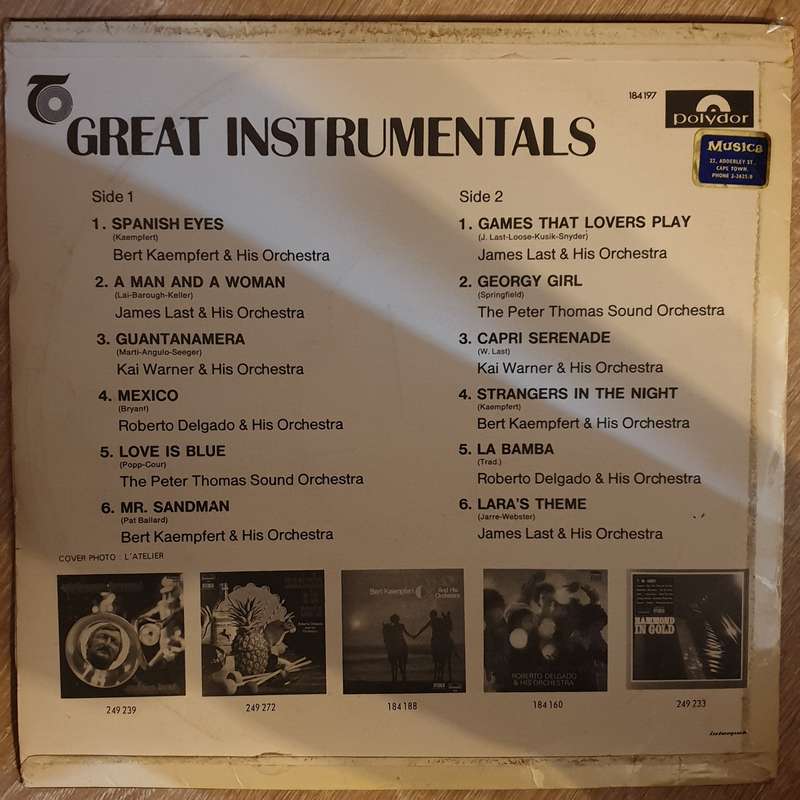 184 197
polydor
GREAT INSTRUMENTALS
Musica
22, ADDERLEY ST.,
CAPE TOWN.
PHONE 2-3625/9
Side 1
1. SPANISH EYES
(Kaempfert)
Bert Kaempfert & His Orchestra
2. A MAN AND A WOMAN
(Lai-Barough-Keller)
James Last & His Orchestra
3. GUANTANAMERA
(Marti-Angulo-Seeger)
Kai Warner & His Orchestra
4. MEXICO
(Bryant)
Roberto Delgado & His Orchestra
5. LOVE IS BLUE
(Popp-Cour)
The Peter Thomas Sound Orchestra
6. MR. SANDMAN
(Pat Ballard)
Bert Kaempfert & His Orchestra
Side 2
1. GAMES THAT LOVERS PLAY
(J. Last-Loose-Kusik-Snyder)
James Last & His Orchestra
2. GEORGY GIRL
(Springfield)
The Peter Thomas Sound Orchestra
3. CAPRI SERENADE
(W. Last)
Kai Warner & His Orchestra
4. STRANGERS IN THE NIGHT
(Kaempfert)
Bert Kaempfert & His Orchestra
5. LA BAMBA
(Trad.)
Roberto Delgado & His Orchestra
6. LARA'S THEME
(Jarre-Webster)
James Last & His Orchestra
COVER PHOTO : L'ATELIER
Bert Kaempfert
And His
Orchestra
ROBERTO DELGADO
& HIS ORCHESTRA
HAMMOND
IN GOLD
249 239
249 272
184 188
184 160
249 233